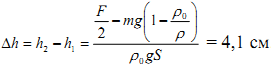 Δh = h₂ − h₁ = (F/2 − mg(1 − ρ₀/ρ))/(ρ₀gS) = 4,1 см